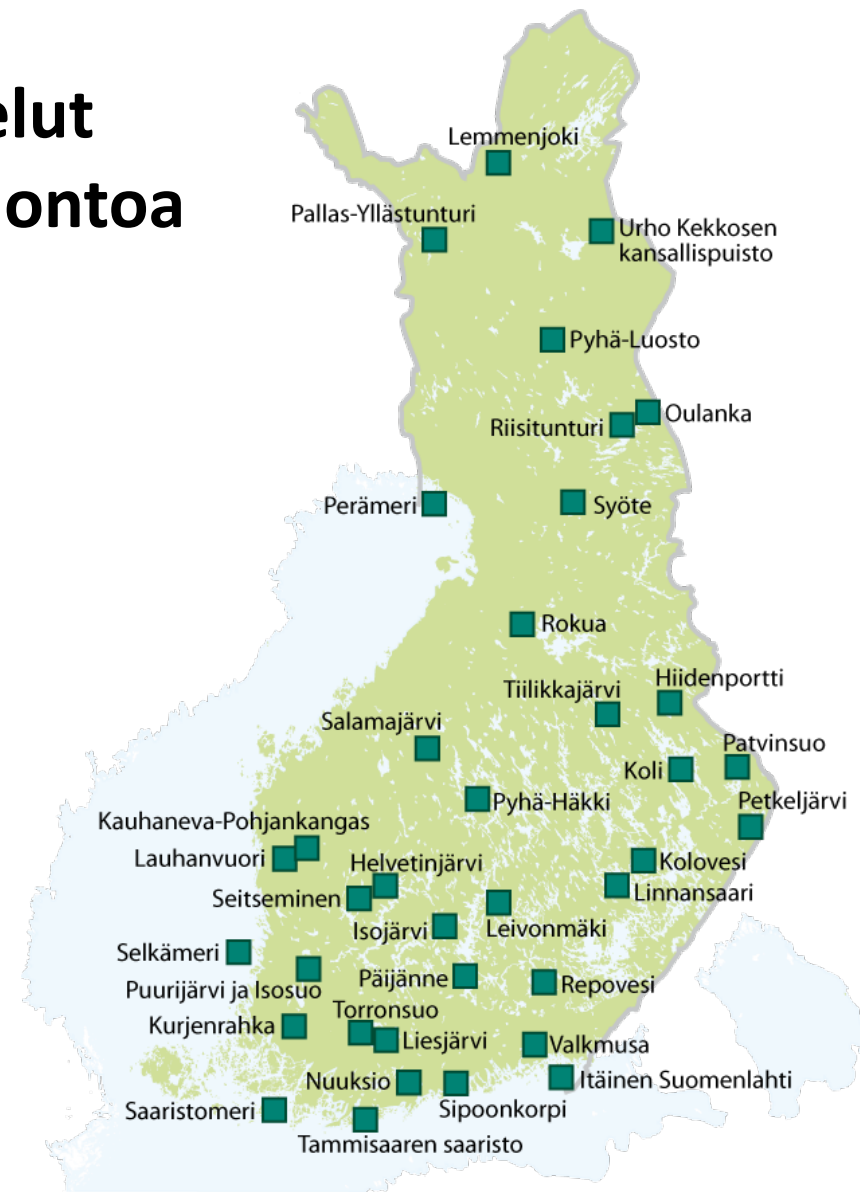 elut
ontoa
Lemmenjoki
Pallas-Yllästunturi
Urho Kekkosen
kansallispuisto
Pyhä-Luosto
Oulanka
Riisitunturi
Perämeri
Syöte
Rokua
Hiidenportti
Tiilikkajärvi
Salamajärvi
Patvinsuo
Koli
Pyhä-Häkki
Petkeljärvi
Kauhaneva-Pohjankangas
Lauhanvuori
Helvetinjärvi
Kolovesi
Linnansaari
Seitseminen
Leivonmäki
Isojärvi
Selkämeri
Päijänne
Repovesi
Puurijärvi ja Isosuo
Torronsuo
Kurjenrahka
Liesjärvi
Valkmusa
Nuuksio
Itäinen Suomenlahti
Sipoonkorpi
Saaristomeri
Tammisaaren saaristo